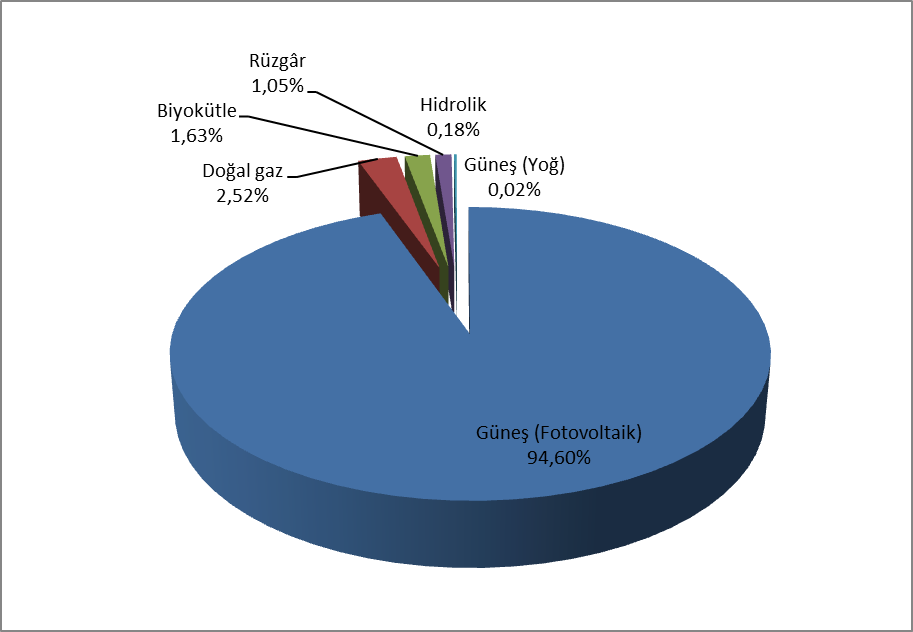 Rüzgâr
1,05%
Biyokütle
1,63%
Hidrolik
0,18%
Doğal gaz
2,52%
Güneş (Yoğ)
0,02%
Güneş (Fotovoltaik)
94,60%